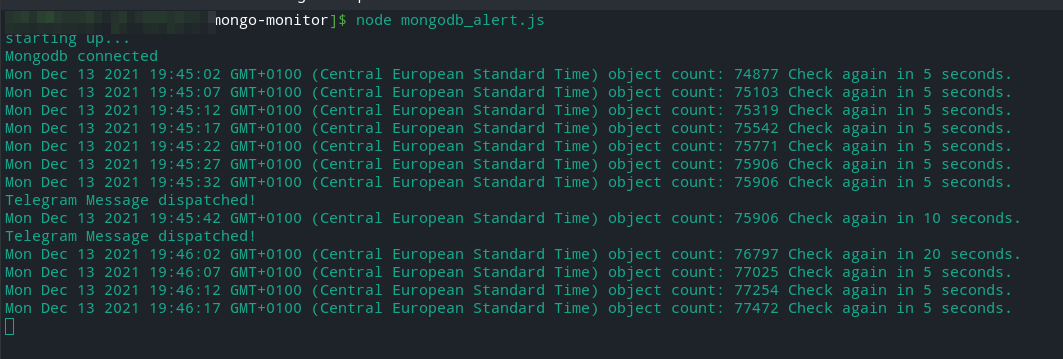 mongo-monitor]$ node mongodb_alert.js
starting up...
Mongodb connected
Mon Dec 13 2021 19:45:02 GMT+0100 (Central European Standard Time) object count: 74877 Check again in 5 seconds.
Mon Dec 13 2021 19:45:07 GMT+0100 (Central European Standard Time) object count: 75103 Check again in 5 seconds.
Mon Dec 13 2021 19:45:12 GMT+0100 (Central European Standard Time) object count: 75319 Check again in 5 seconds.
Mon Dec 13 2021 19:45:17 GMT+0100 (Central European Standard Time) object count: 75542 Check again in 5 seconds.
Mon Dec 13 2021 19:45:22 GMT+0100 (Central European Standard Time) object count: 75771 Check again in 5 seconds.
Mon Dec 13 2021 19:45:27 GMT+0100 (Central European Standard Time) object count: 75906 Check again in 5 seconds.
Mon Dec 13 2021 19:45:32 GMT+0100 (Central European Standard Time) object count: 75906 Check again in 5 seconds.
Telegram Message dispatched!
Mon Dec 13 2021 19:45:42 GMT+0100 (Central European Standard Time) object count: 75906 Check again in 10 seconds.
Telegram Message dispatched!
Mon Dec 13 2021 19:46:02 GMT+0100 (Central European Standard Time) object count: 76797 Check again in 20 seconds.
Mon Dec 13 2021 19:46:07 GMT+0100 (Central European Standard Time) object count: 77025 Check again in 5 seconds.
Mon Dec 13 2021 19:46:12 GMT+0100 (Central European Standard Time) object count: 77254 Check again in 5 seconds.
Mon Dec 13 2021 19:46:17 GMT+0100 (Central European Standard Time) object count: 77472 Check again in 5 seconds.